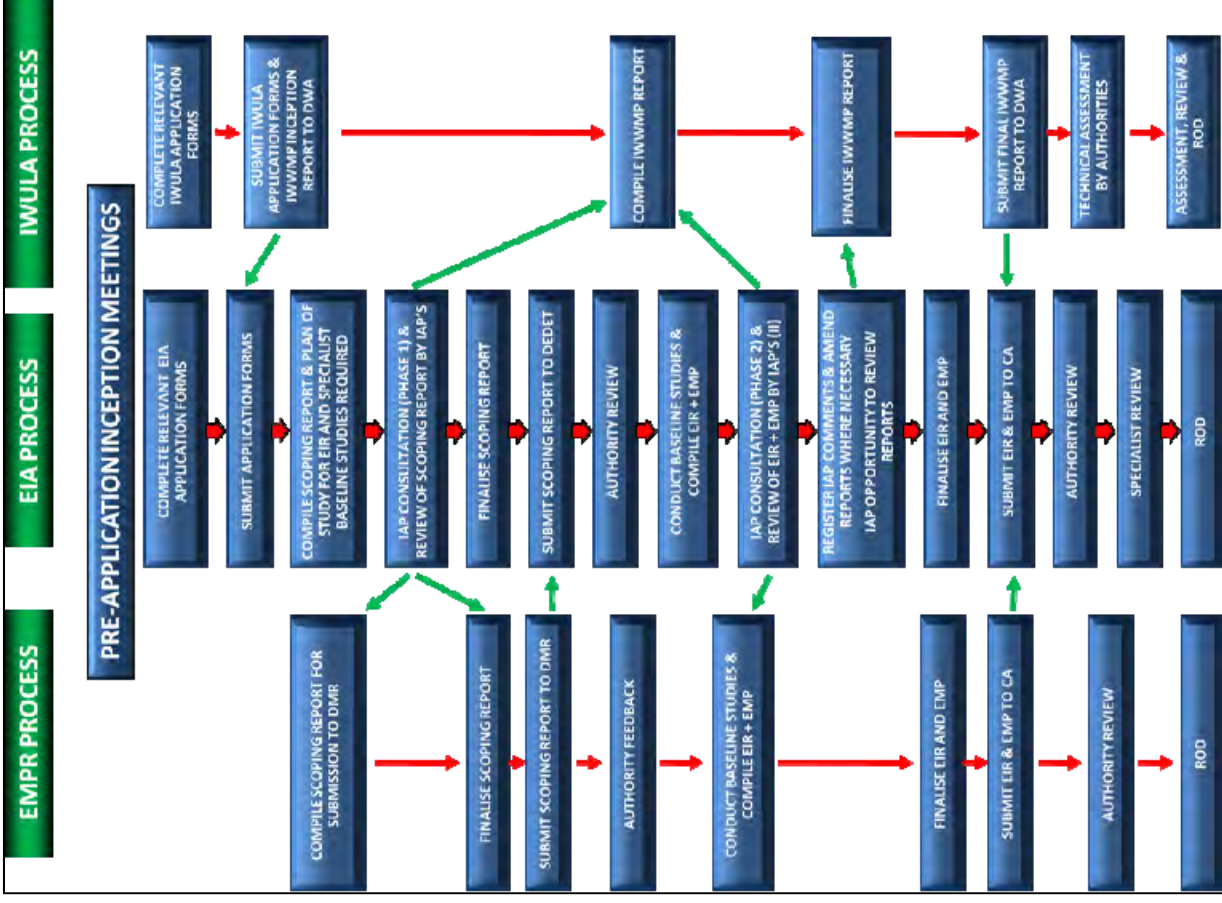 EMPR PROCESS
EIA PROCESS
IWULA PROCESS
PRE-APPLICATION INCEPTION MEETINGS
COMPILE SCOPING REPORT FOR
SUBMISSION TO DMR
FINALISE SCOPING REPORT
SUBMIT SCOPING REPORT TO DMR
AUTHORITY FEEDBACK
CONDUCT BASELINE STUDIES &
COMPILE EIR + EMP
FINALISE EIR AND EMP
SUBMIT EIR & EMP TO CA
AUTHORITY REVIEW
ROD
COMPLETE RELEVANT EIA
APPLICATION FORMS
SUBMIT APPLICATION FORMS
COMPILE SCOPING REPORT & PLAN OF
STUDY FOR EIR AND SPECIALIST
BASELINE STUDIES REQUIRED
IAP CONSULTATION (PHASE 1) &
REVIEW OF SCOPING REPORT BY IAP'S
FINALISE SCOPING REPORT
SUBMIT SCOPING REPORT TO DEDET
AUTHORITY REVIEW
CONDUCT BASELINE STUDIES &
COMPILE EIR + EMP
IAP CONSULTATION (PHASE 2) &
REVIEW OF EIR + EMP BY IAP'S (II)
REGISTER IAP COMMENTS & AMEND
REPORTS WHERE NECESSARY
IAP OPPORTUNITY TO REVIEW
REPORTS
FINALISE EIR AND EMP
SUBMIT EIR & EMP TO CA
AUTHORITY REVIEW
SPECIALIST REVIEW
ROD
COMPLETE RELEVANT
IWULA APPLICATION
FORMS
SUBMIT IWULA
APPLICATION FORMS &
IWWMP INCEPTION
REPORT TO DWA
COMPILE IWWMP REPORT
FINALISE IWWMP REPORT
SUBMIT FINAL IWWMP
REPORT TO DWA
TECHNICAL ASSESSMENT
BY AUTHORITIES
ASSESSMENT, REVIEW &
ROD